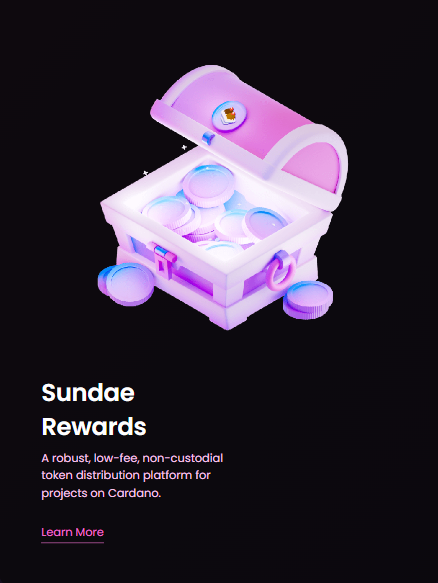 Sundae
Rewards
A robust, low-fee, non-custodial
token distribution platform for
projects on Cardano.
Learn More